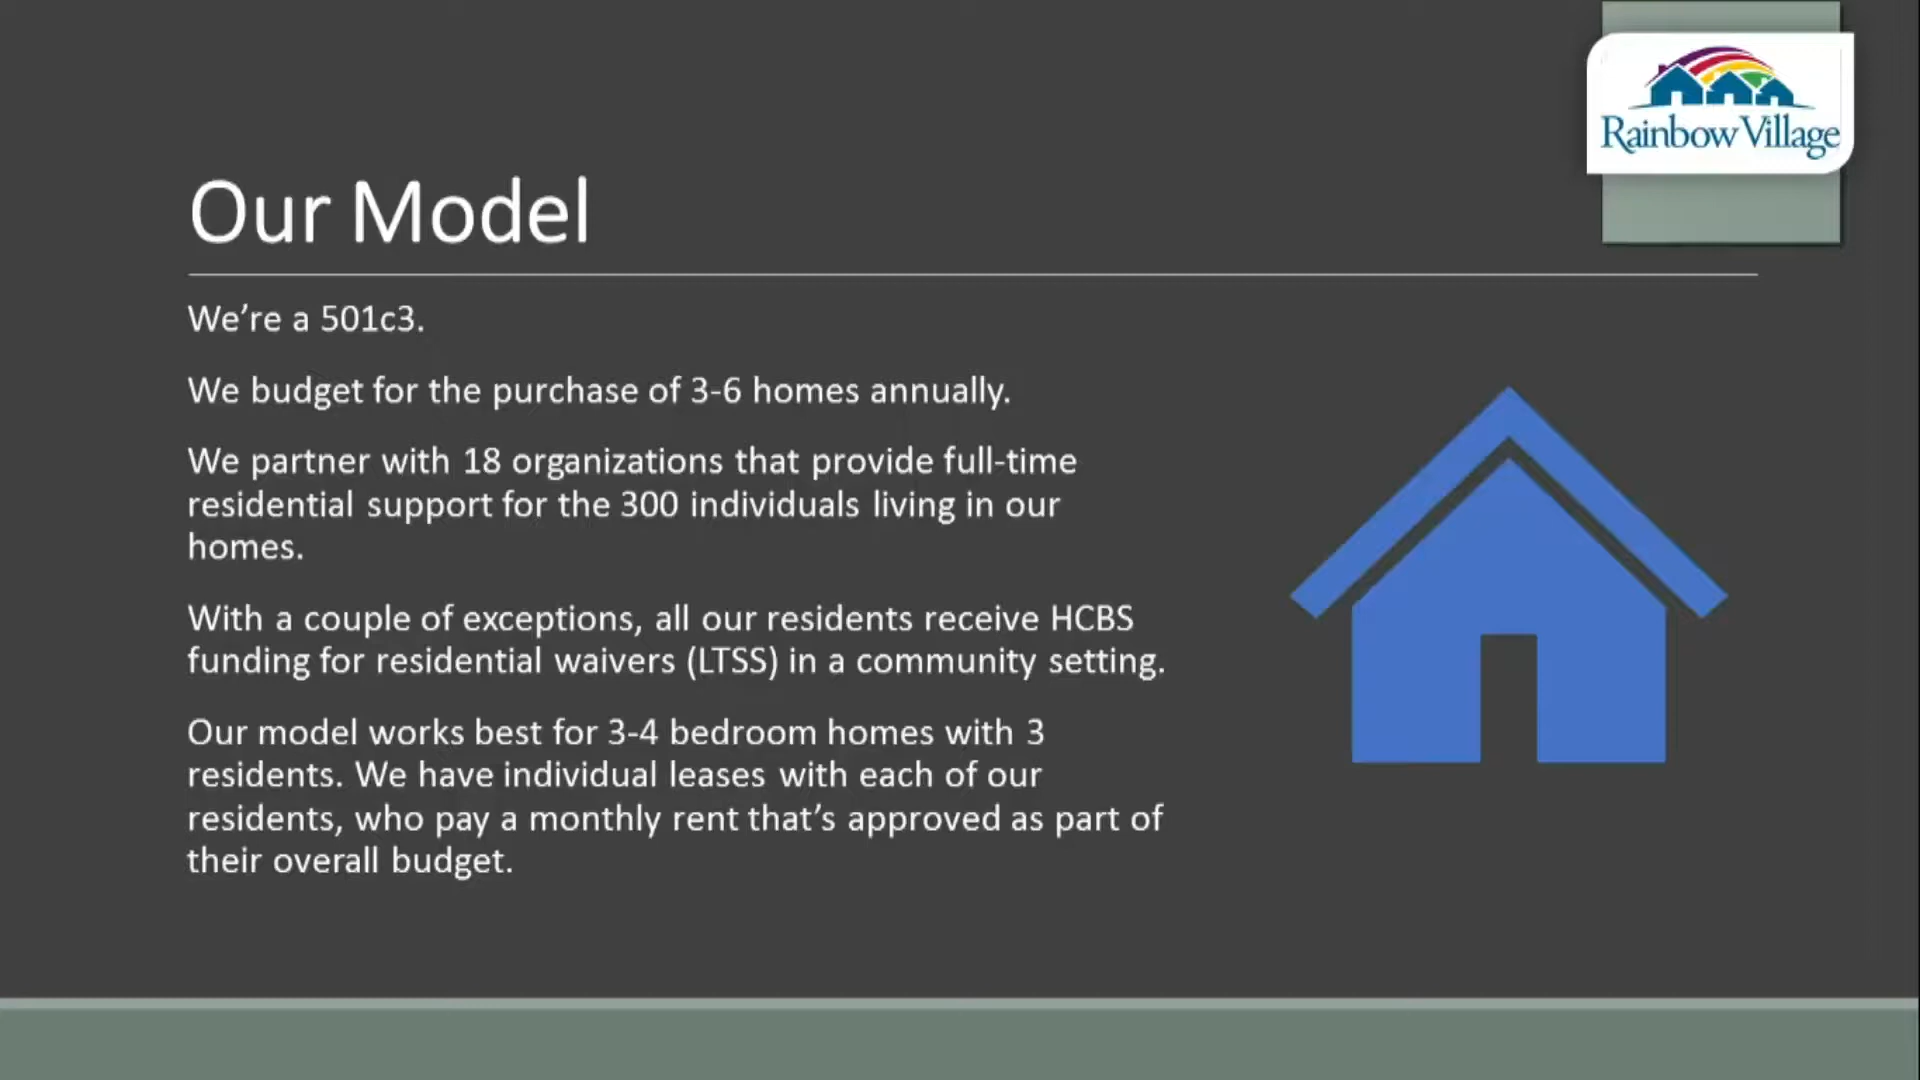 Rainbow Village
Our Model
We’re a 501c3.
We budget for the purchase of 3-6 homes annually.
We partner with 18 organizations that provide full-time
residential support for the 300 individuals living in our
homes.
With a couple of exceptions, all our residents receive HCBS
funding for residential waivers (LTSS) in a community setting.
Our model works best for 3-4 bedroom homes with 3
residents. We have individual leases with each of our
residents, who pay a monthly rent that’s approved as part of
their overall budget.